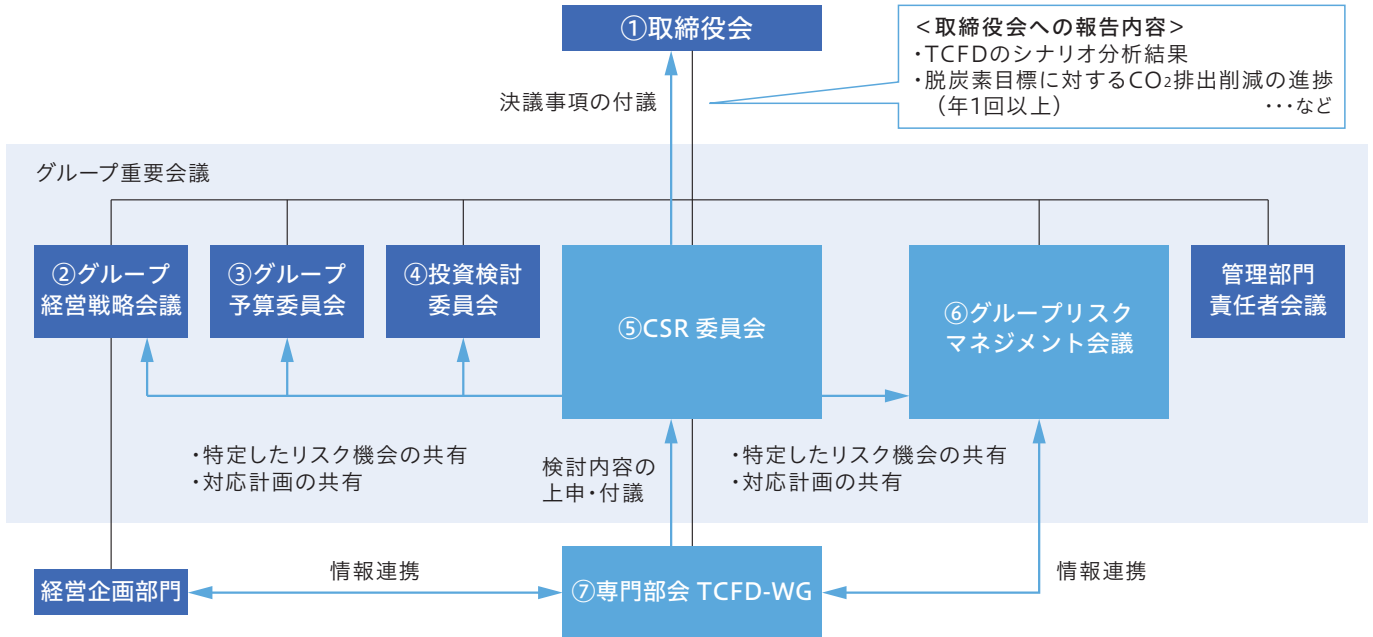 ①取締役会
<取締役会への報告内容>
・TCFDのシナリオ分析結果
・脱炭素目標に対するCO₂排出削減の進捗
（年1回以上）　・・・など
決議事項の付議
グループ重要会議
②グループ
経営戦略会議
③グループ
予算委員会
④投資検討
委員会
⑤CSR 委員会
⑥グループリスク
マネジメント会議
管理部門
責任者会議
・特定したリスク機会の共有
・対応計画の共有
検討内容の
上申・付議
・特定したリスク機会の共有
・対応計画の共有
経営企画部門
情報連携
⑦専門部会 TCFD-WG
情報連携